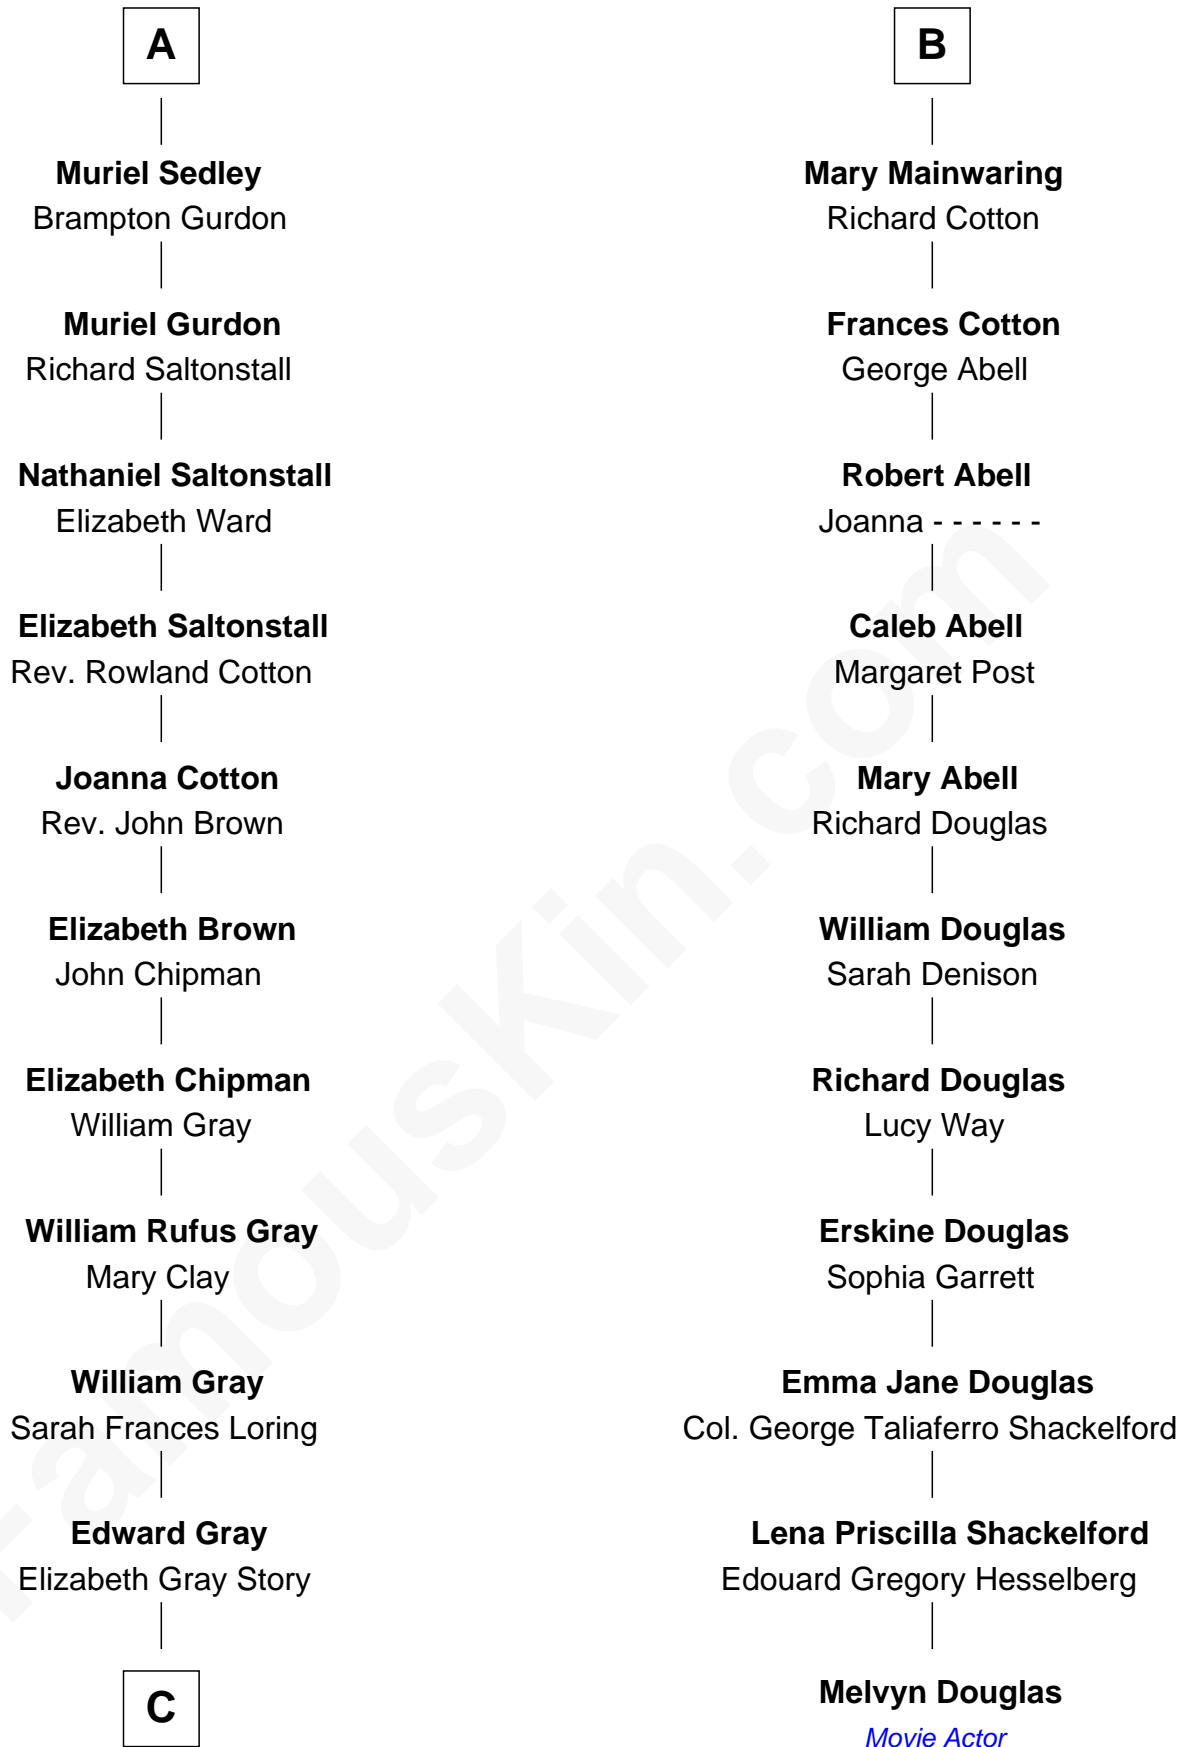 A
Muriel Sedley
Brampton Gurdon
Muriel Gurdon
Richard Saltonstall
Nathaniel Saltonstall
Elizabeth Ward
Elizabeth Saltonstall
Rev. Rowland Cotton
Joanna Cotton
Rev. John Brown
Elizabeth Brown
John Chipman
Elizabeth Chipman
William Gray
William Rufus Gray
Mary Clay
William Gray
Sarah Frances Loring
Edward Gray
Elizabeth Gray Story
C
B
Mary Mainwaring
Richard Cotton
Frances Cotton
George Abell
Robert Abell
Joanna - - - - - -
Caleb Abell
Margaret Post
Mary Abell
Richard Douglas
William Douglas
Sarah Denison
Richard Douglas
Lucy Way
Erskine Douglas
Sophia Garrett
Emma Jane Douglas
Col. George Taliaferro Shackelford
Lena Priscilla Shackelford
Edouard Gregory Hesselberg
Melvyn Douglas
Movie Actor
FamousKin.com